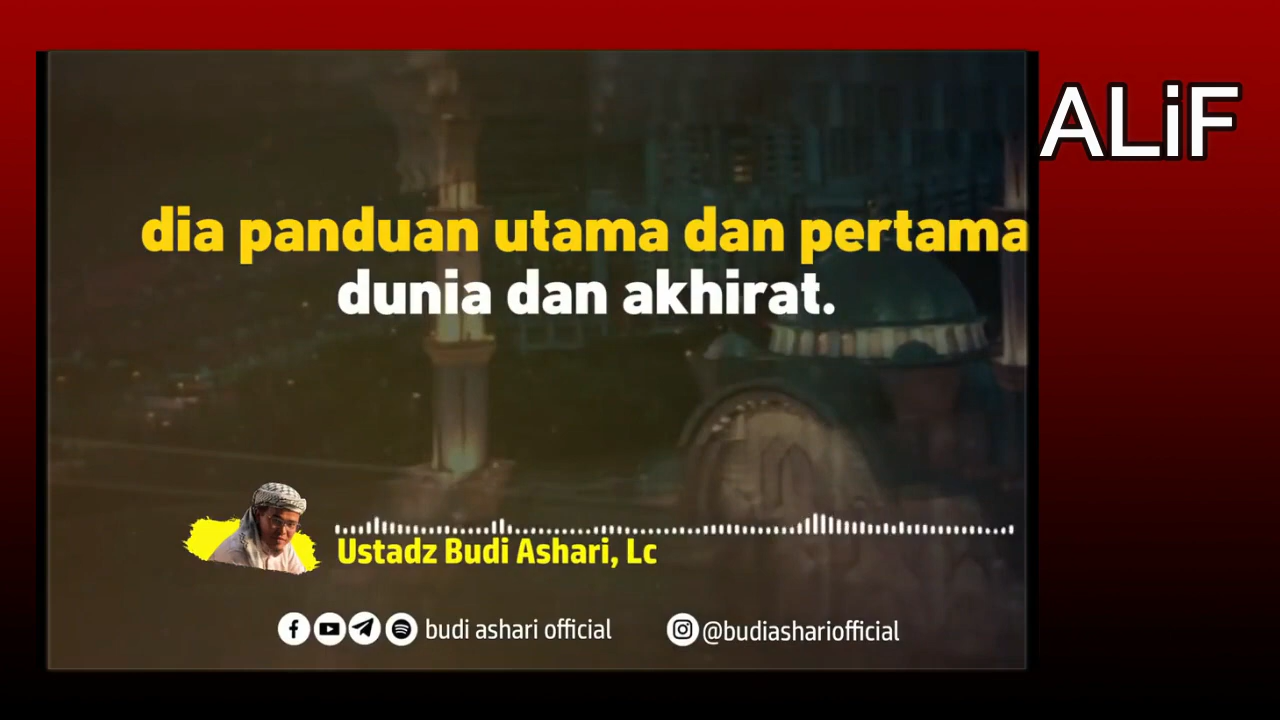 ALiF
dia panduan utama dan pertama
dunia dan akhirat.
Ustadz Budi Ashari, Lc
budi ashari official
@budiashariofficial